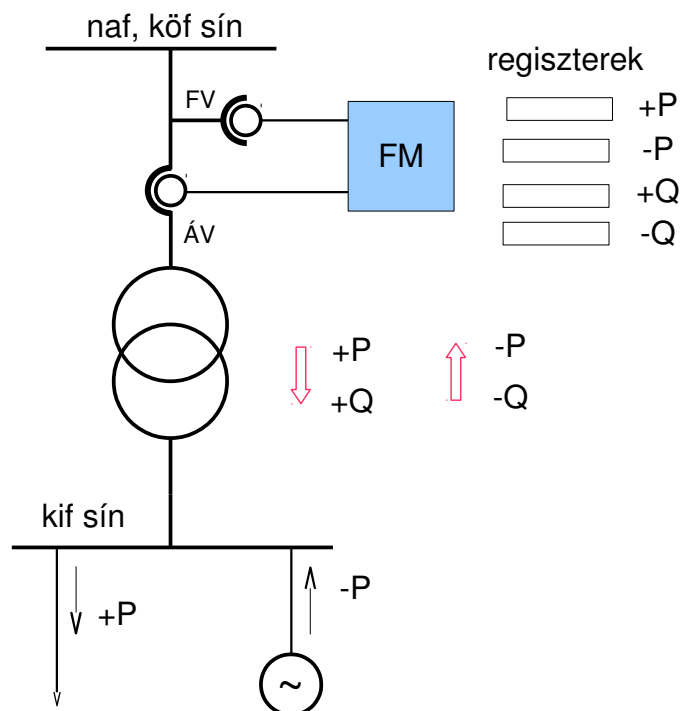 naf, köf sín
regiszterek
FV
FM
+P
-P
+Q
-Q
ÁV
+P
-P
+Q
-Q
kif sín
+P
-P
~